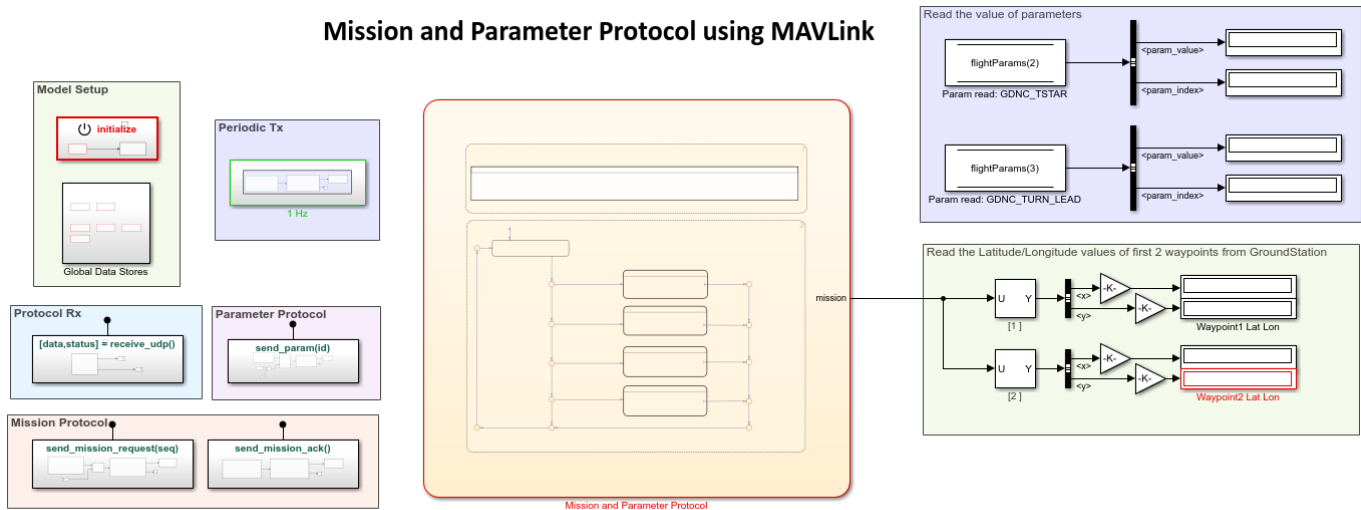 Mission and Parameter Protocol using MAVLink
Model Setup
initialize
Global Data Stores
Periodic Tx
1 Hz
Protocol Rx
[data,status] = receive_udp()
Parameter Protocol
send_param(id)
Mission Protocol
send_mission_request(seq)
send_mission_ack()
mission
Mission and Parameter Protocol
Read the value of parameters
flightParams(2)
Param read: GDNC_TSTAR
<param_value>
<param_index>
flightParams(3)
Param read: GDNC_TURN_LEAD
<param_value>
<param_index>
Read the Latitude/Longitude values of first 2 waypoints from GroundStation
U Y
[1 ]
<x>
<y>
-K-
-K-
Waypoint1 Lat Lon
U Y
[2 ]
<x>
<y>
-K-
-K-
Waypoint2 Lat Lon